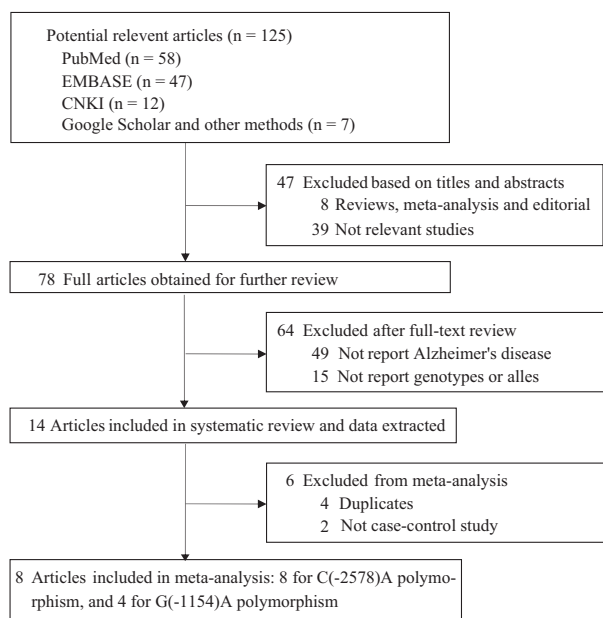 Potential relevent articles (n = 125)
PubMed (n = 58)
EMBASE (n = 47)
CNKI (n = 12)
Google Scholar and other methods (n = 7)
47 Excluded based on titles and abstracts
8 Reviews, meta-analysis and editorial
39 Not relevant studies
78 Full articles obtained for further review
64 Excluded after full-text review
49 Not report Alzheimer's disease
15 Not report genotypes or alles
14 Articles included in systematic review and data extracted
6 Excluded from meta-analysis
4 Duplicates
2 Not case-control study
8 Articles included in meta-analysis: 8 for C(-2578)A polymo-
rphism, and 4 for G(-1154)A polymorphism